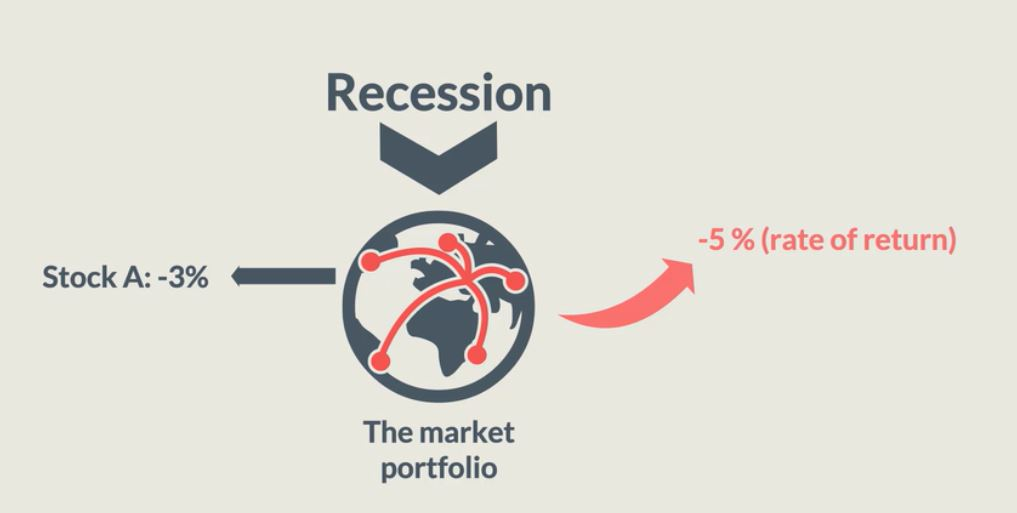 Recession
-5 % (rate of return)
Stock A: -3%
The market
portfolio